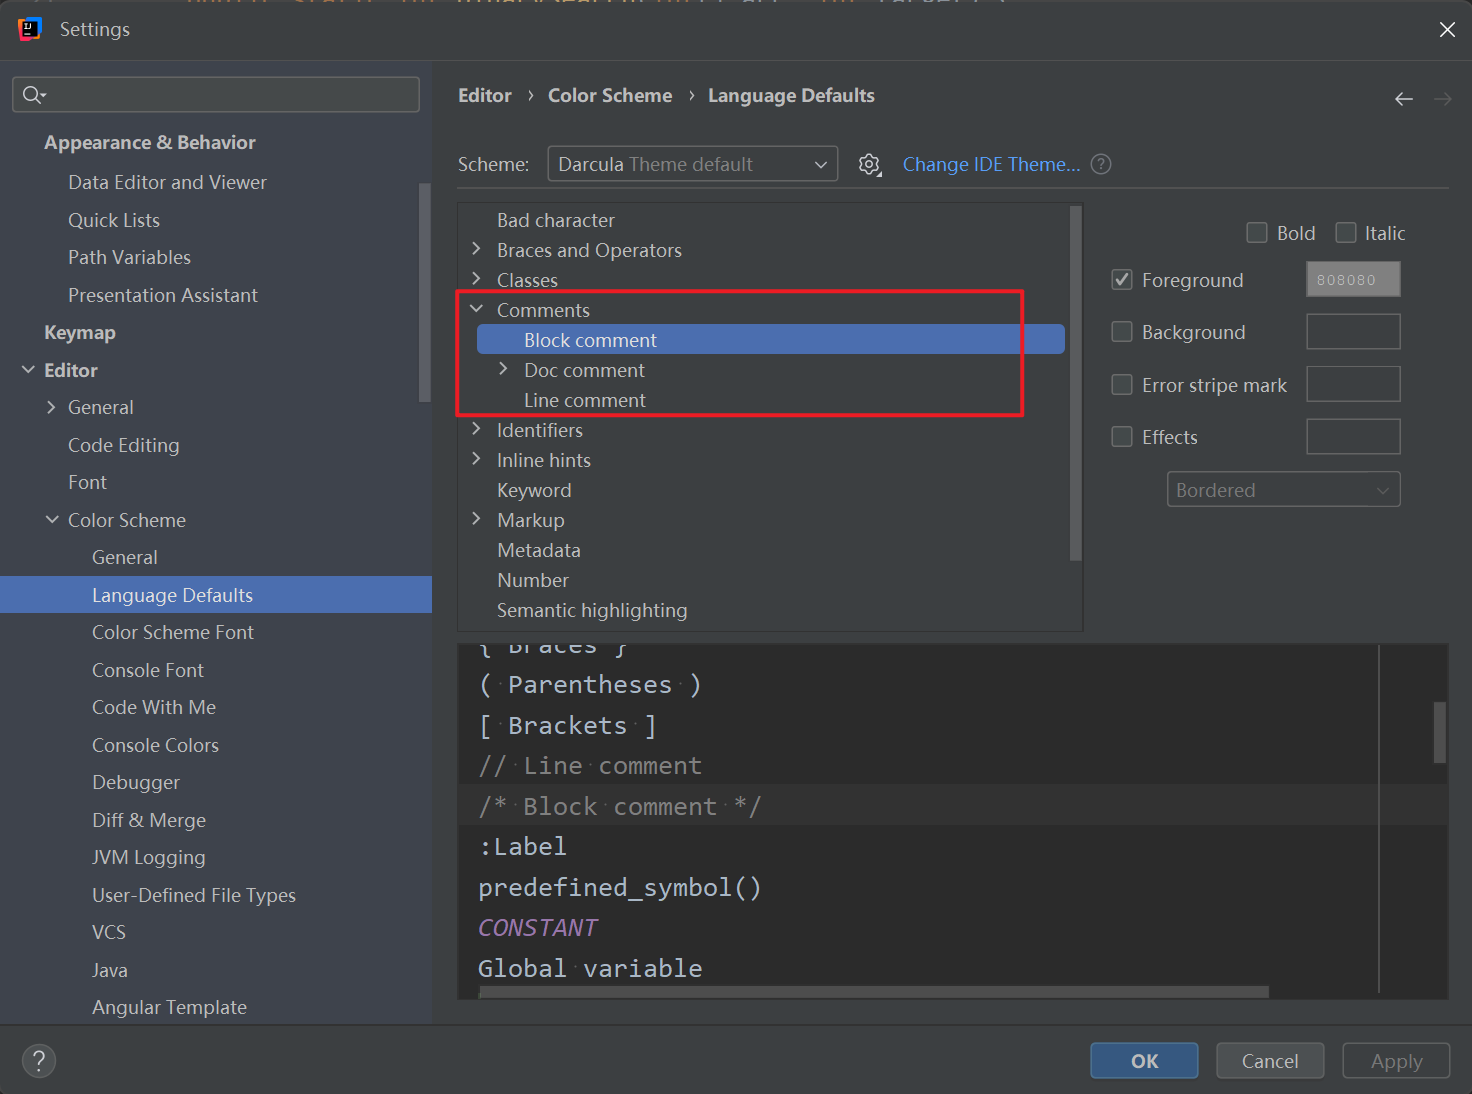 Settings
Appearance & Behavior
Data Editor and Viewer
Quick Lists
Path Variables
Presentation Assistant
Keymap
Editor
General
Code Editing
Font
Color Scheme
General
Language Defaults
Color Scheme Font
Console Font
Code With Me
Console Colors
Debugger
Diff & Merge
JVM Logging
User-Defined File Types
VCS
Java
Angular Template
Editor › Color Scheme › Language Defaults
Scheme: Darcula Theme default Change IDE Theme... ?
Bad character
Braces and Operators
Classes
Comments
Block comment
Doc comment
Line comment
Identifiers
Inline hints
Keyword
Markup
Metadata
Number
Semantic highlighting
Bold Italic
Foreground 808080
Background
Error stripe mark
Effects
Bordered
{ Braces }
( Parentheses )
[ Brackets ]
// Line comment
/* Block comment */
:Label
predefined_symbol()
CONSTANT
Global variable
? OK Cancel Apply